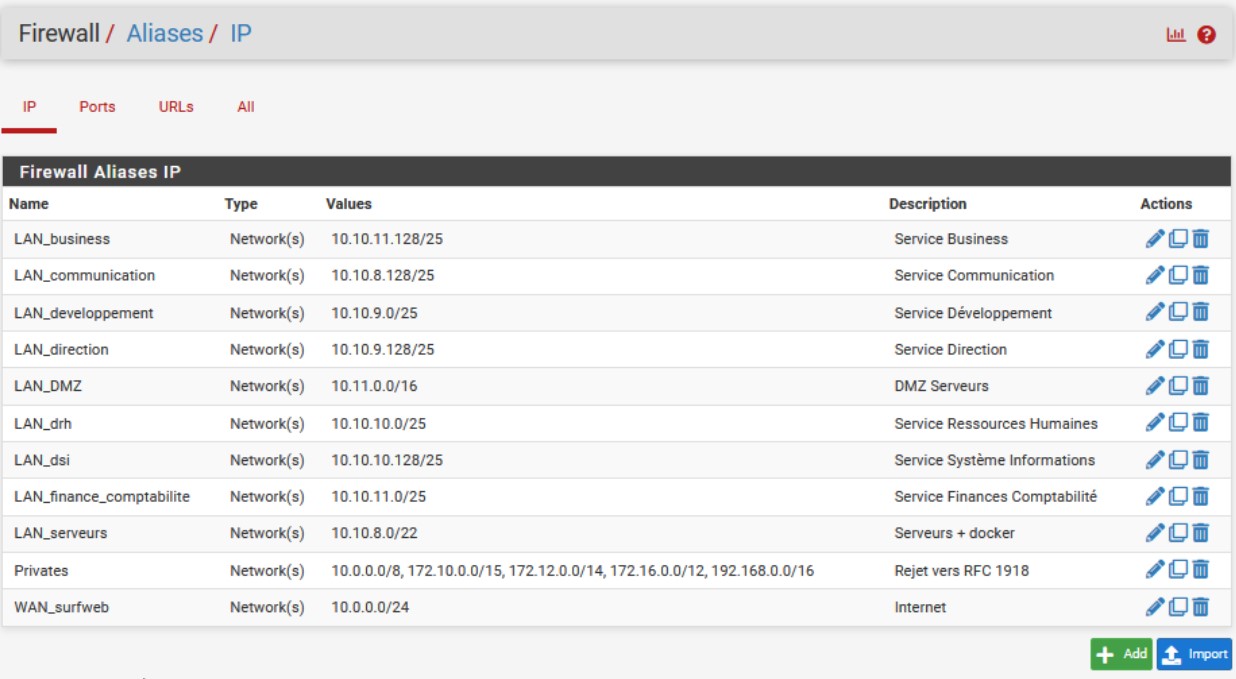 Firewall / Aliases / IP
IP Ports URLs All
Firewall Aliases IP
Name Type Values Description Actions
LAN_business Network(s) 10.10.11.128/25 Service Business
LAN_communication Network(s) 10.10.8.128/25 Service Communication
LAN_developpement Network(s) 10.10.9.0/25 Service Développement
LAN_direction Network(s) 10.10.9.128/25 Service Direction
LAN_DMZ Network(s) 10.11.0.0/16 DMZ Serveurs
LAN_drh Network(s) 10.10.10.0/25 Service Ressources Humaines
LAN_dsi Network(s) 10.10.10.128/25 Service Système Informations
LAN_finance_comptabilite Network(s) 10.10.11.0/25 Service Finances Comptabilité
LAN_serveurs Network(s) 10.10.8.0/22 Serveurs + docker
Privates Network(s) 10.0.0.0/8, 172.10.0.0/15, 172.12.0.0/14, 172.16.0.0/12, 192.168.0.0/16 Rejet vers RFC 1918
WAN_surfweb Network(s) 10.0.0.0/24 Internet
Add Import